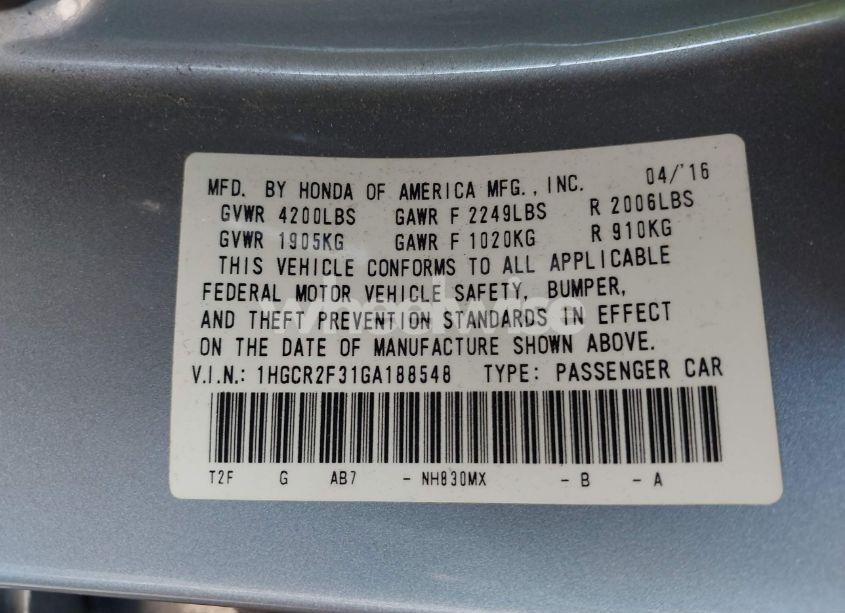 MFD. BY HONDA OF AMERICA MFG., INC. 04/'16
GVWR 4200LBS GAWR F 2249LBS R 2006LBS
GVWR 1905KG GAWR F 1020KG R 910KG
THIS VEHICLE CONFORMS TO ALL APPLICABLE
FEDERAL MOTOR VEHICLE SAFETY, BUMPER,
AND THEFT PREVENTION STANDARDS IN EFFECT
ON THE DATE OF MANUFACTURE SHOWN ABOVE.
V.I.N.: 1HGCR2F31GA188548 TYPE: PASSENGER CAR
T2F G AB7 - NH830MX - B - A